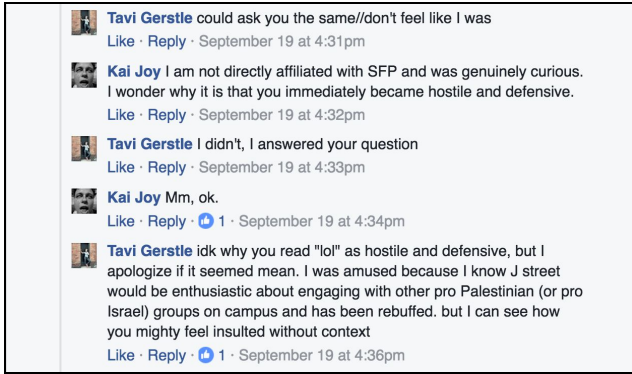 Tavi Gerstle could ask you the same//don't feel like I was
Like · Reply · September 19 at 4:31pm
Kai Joy I am not directly affiliated with SFP and was genuinely curious.
I wonder why it is that you immediately became hostile and defensive.
Like · Reply · September 19 at 4:32pm
Tavi Gerstle I didn't, I answered your question
Like · Reply · September 19 at 4:33pm
Kai Joy Mm, ok.
Like · Reply · 1 · September 19 at 4:34pm
Tavi Gerstle idk why you read "lol" as hostile and defensive, but I
apologize if it seemed mean. I was amused because I know J street
would be enthusiastic about engaging with other pro Palestinian (or pro
Israel) groups on campus and has been rebuffed. but I can see how
you mighty feel insulted without context
Like · Reply · 1 · September 19 at 4:36pm